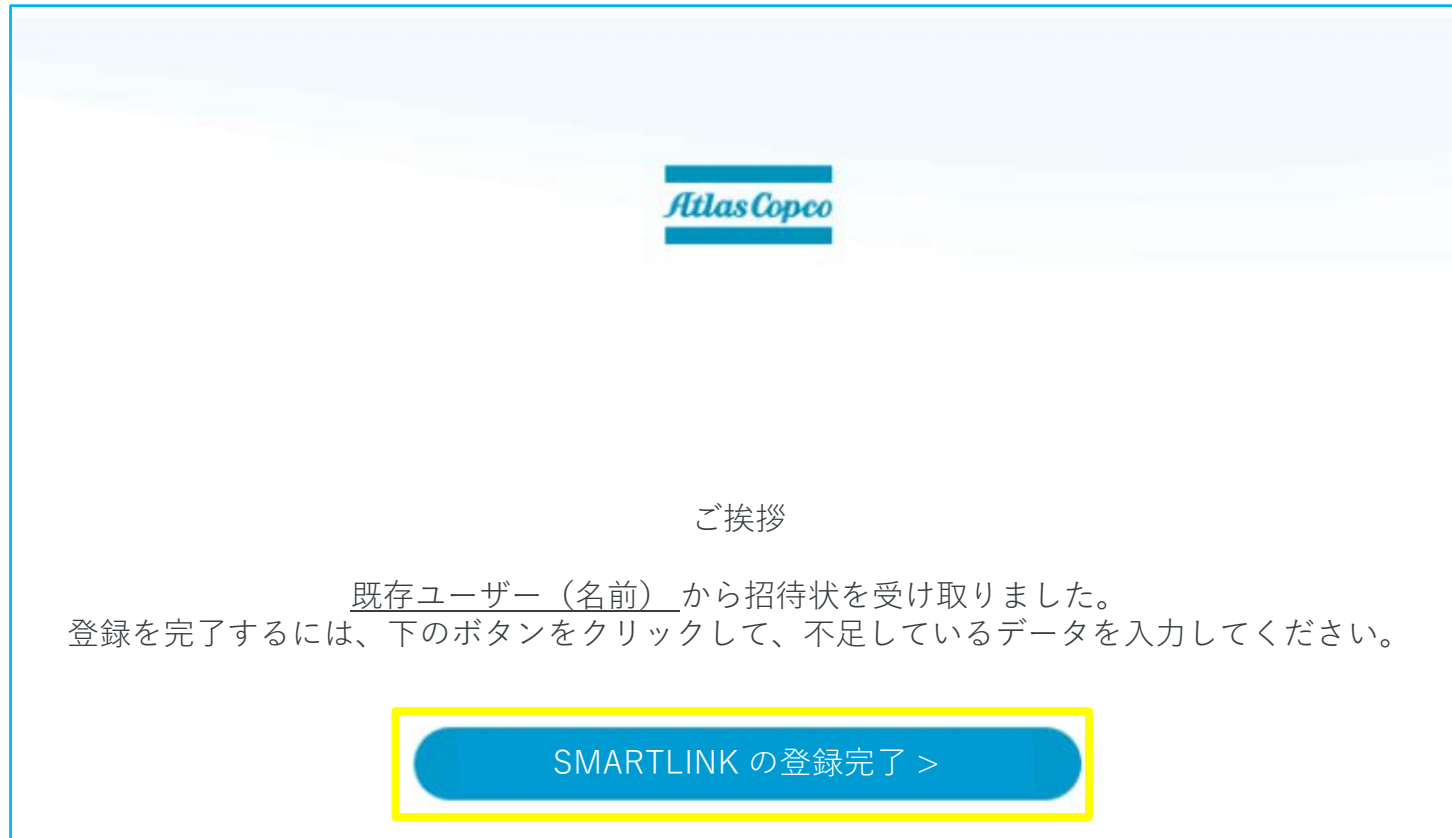 Atlas Copco
ご挨拶
既存ユーザー（名前） から招待状を受け取りました。
登録を完了するには、下のボタンをクリックして、不足しているデータを入力してください。
SMARTLINK の登録完了 >